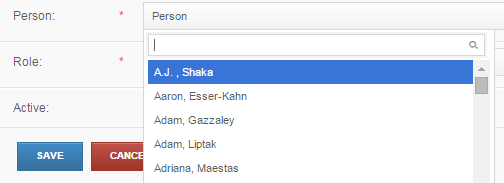 Person: * Person
A.J. , Shaka
Role: *
Aaron, Esser-Kahn
Active:
Adam, Gazzaley
Adam, Liptak
SAVE CANCE
Adriana, Maestas